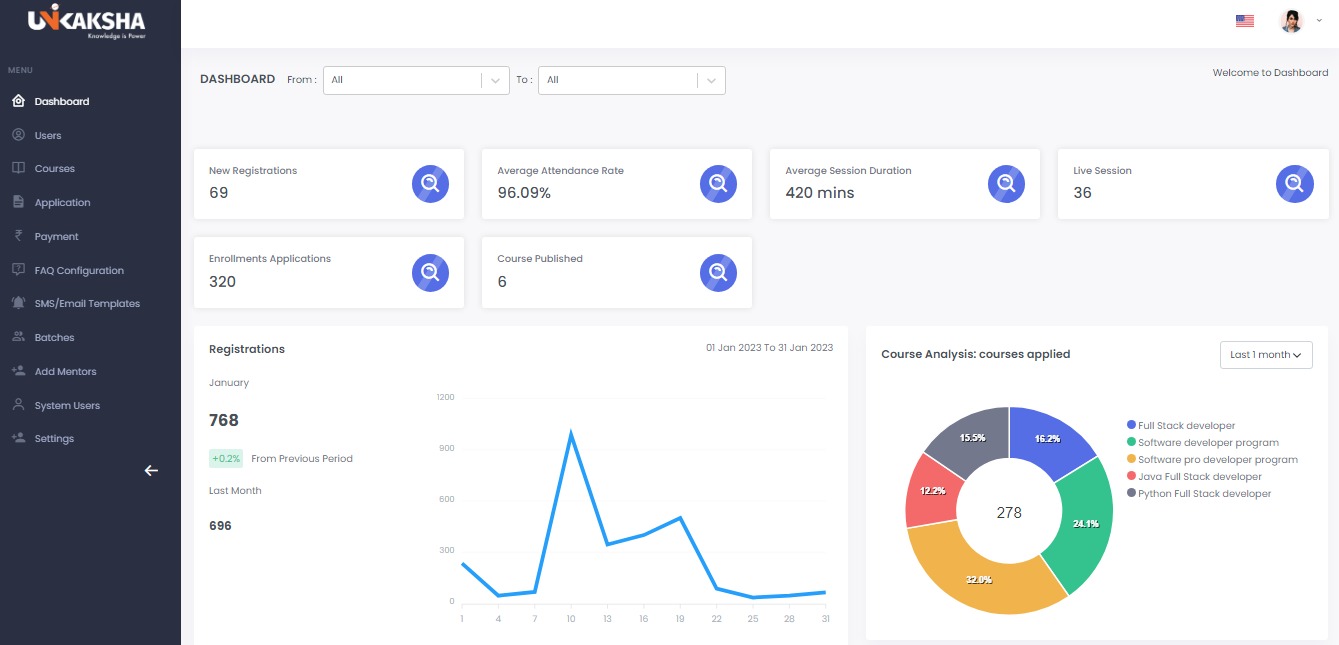 UNIKAKSHA
Knowledge is Power
MENU
Dashboard
Users
Courses
Application
Payment
FAQ Configuration
SMS/Email Templates
Batches
Add Mentors
System Users
Settings
DASHBOARD From : All To : All
Welcome to Dashboard
New Registrations
69
Average Attendance Rate
96.09%
Average Session Duration
420 mins
Live Session
36
Enrollments Applications
320
Course Published
6
Registrations
01 Jan 2023 To 31 Jan 2023
January
768
+0.2% From Previous Period
Last Month
696
1200
900
600
300
0
1 4 7 10 13 16 19 22 25 28 31
Course Analysis: courses applied
Last 1 month
15.5%
16.2%
12.2%
24.1%
32.0%
278
Full Stack developer
Software developer program
Software pro developer program
Java Full Stack developer
Python Full Stack developer